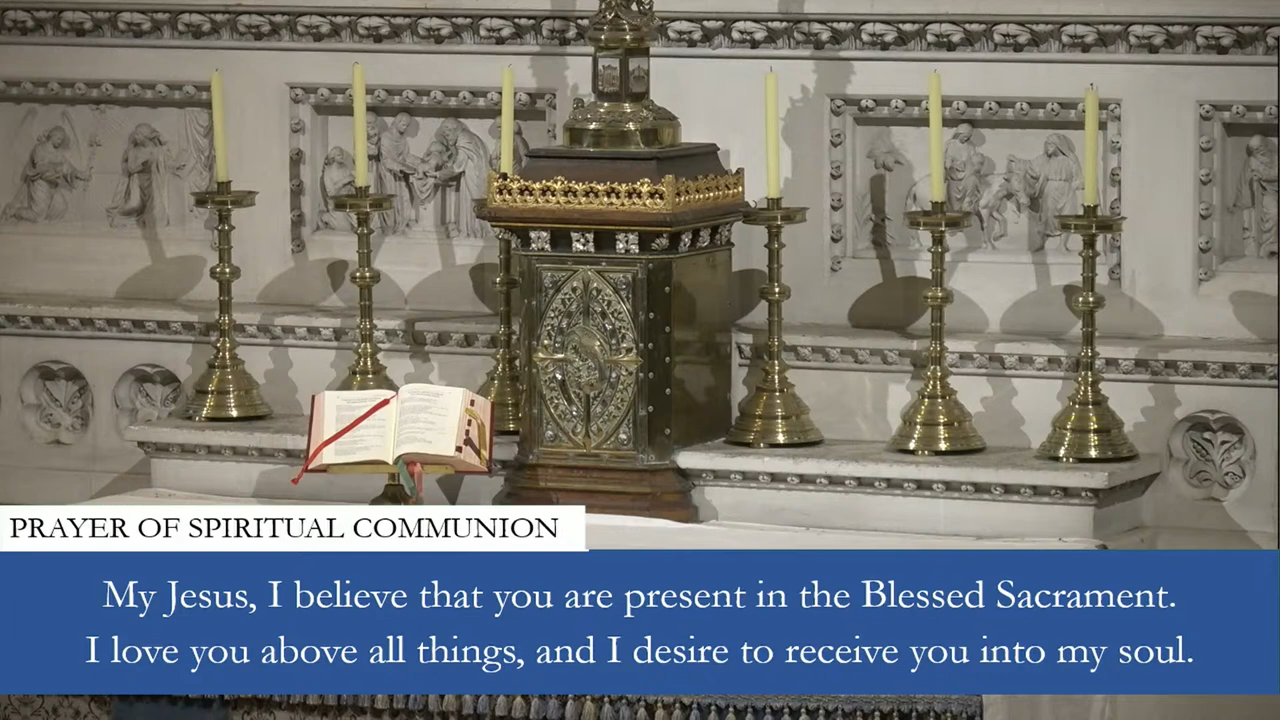 PRAYER OF SPIRITUAL COMMUNION
My Jesus, I believe that you are present in the Blessed Sacrament.
I love you above all things, and I desire to receive you into my soul.